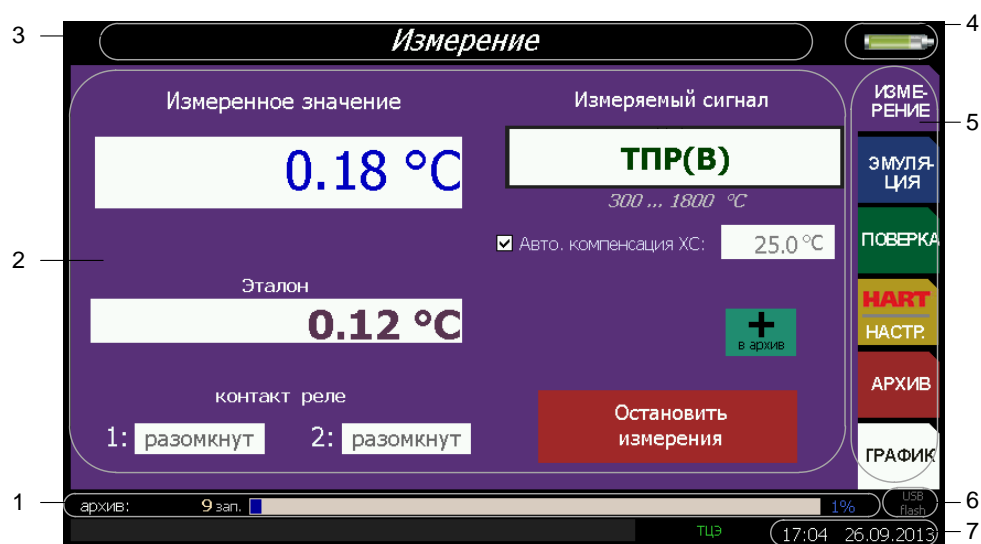 3
Измерение
4
Измеренное значение
Измеряемый сигнал
ИЗМЕ-
РЕНИЕ
5
0.18 °C
ТПР(В)
300 ... 1800 °C
ЭМУЛЯ-
ЦИЯ
2
Авто. компенсация ХС:
25.0 °C
ПОВЕРКА
Эталон
0.12 °C
+
в архив
HART
НАСТР.
контакт реле
1: разомкнут
2: разомкнут
Остановить
измерения
АРХИВ
ГРАФИК
1
архив:
9 зап.
1%
USB
flash
6
ТЦЭ
17:04 26.09.2013
7